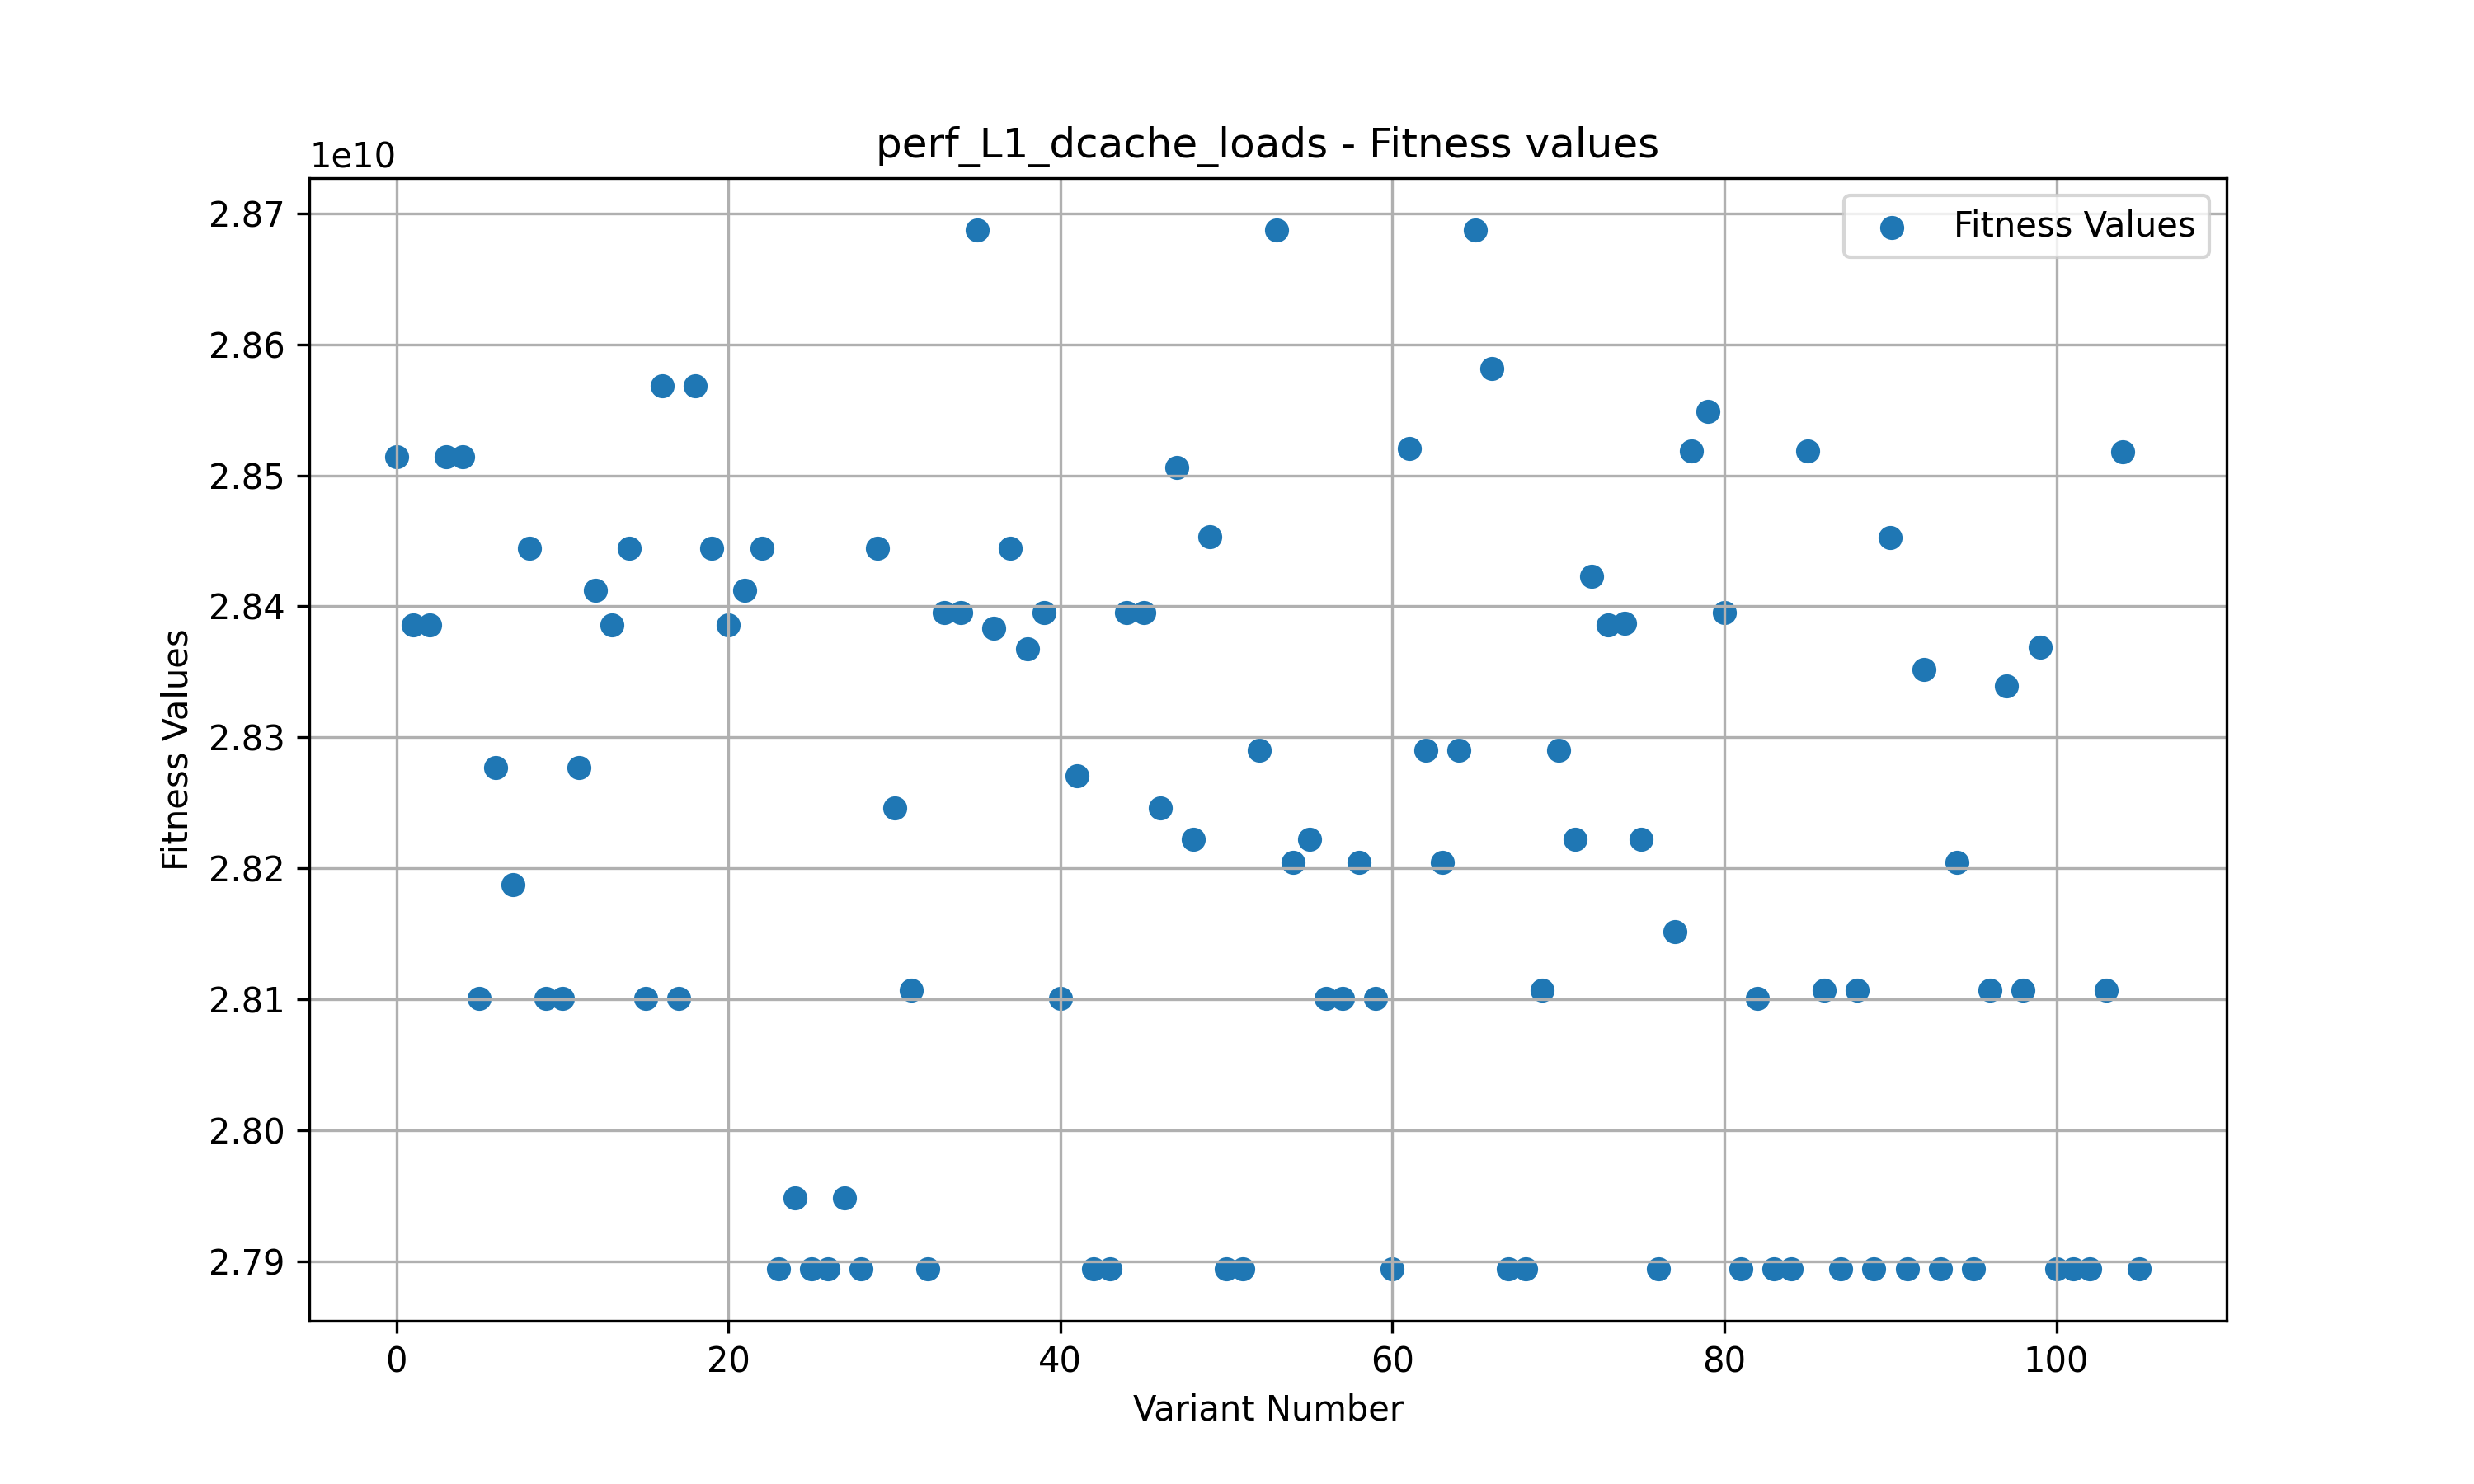 perf_L1_dcache_loads - Fitness values
1e10
Fitness Values
2.87
2.86
2.85
2.84
2.83
2.82
2.81
2.80
2.79
Fitness Values
0 20 40 60 80 100
Variant Number